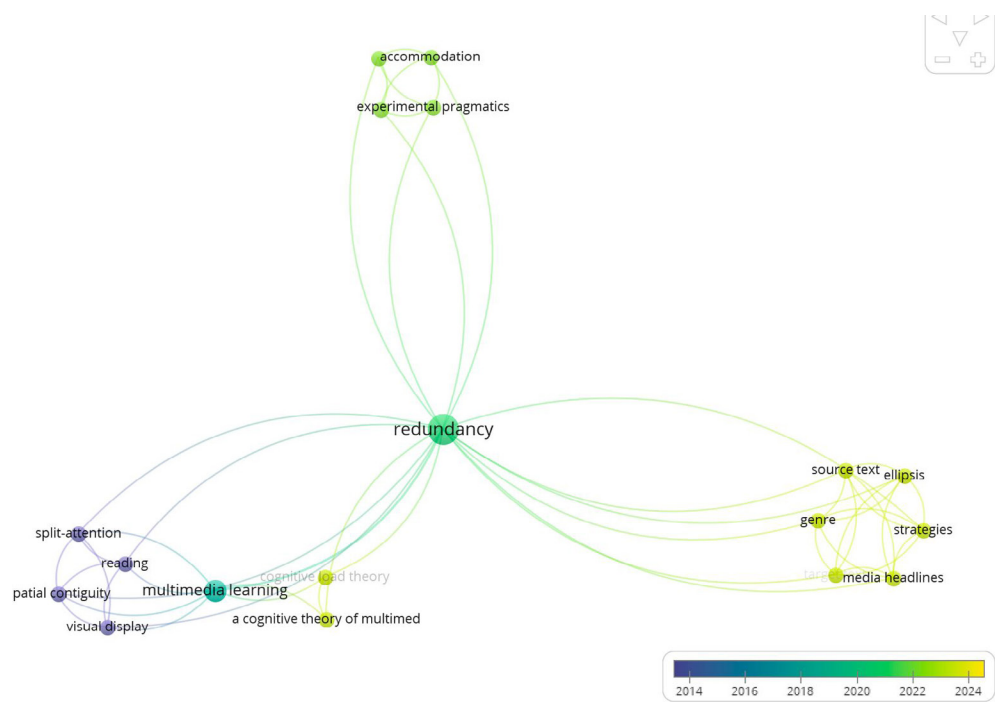 accommodation
experimental pragmatics
redundancy
source text
ellipsis
genre
strategies
media headlines
split-attention
reading
patial contiguity
visual display
multimedia learning
cognitive load theory
a cognitive theory of multimed
2014 2016 2018 2020 2022 2024